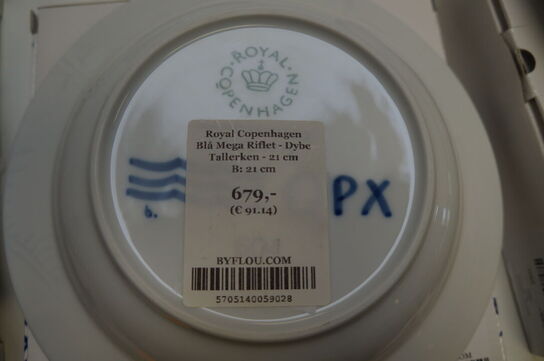 ROYAL
COPENHAGEN
Royal Copenhagen
Blå Mega Riflet - Dybe
Tallerken - 21 cm
B: 21 cm
679,-
(€ 91.14)
6.
PX
BYFLOU.COM
5705140059028